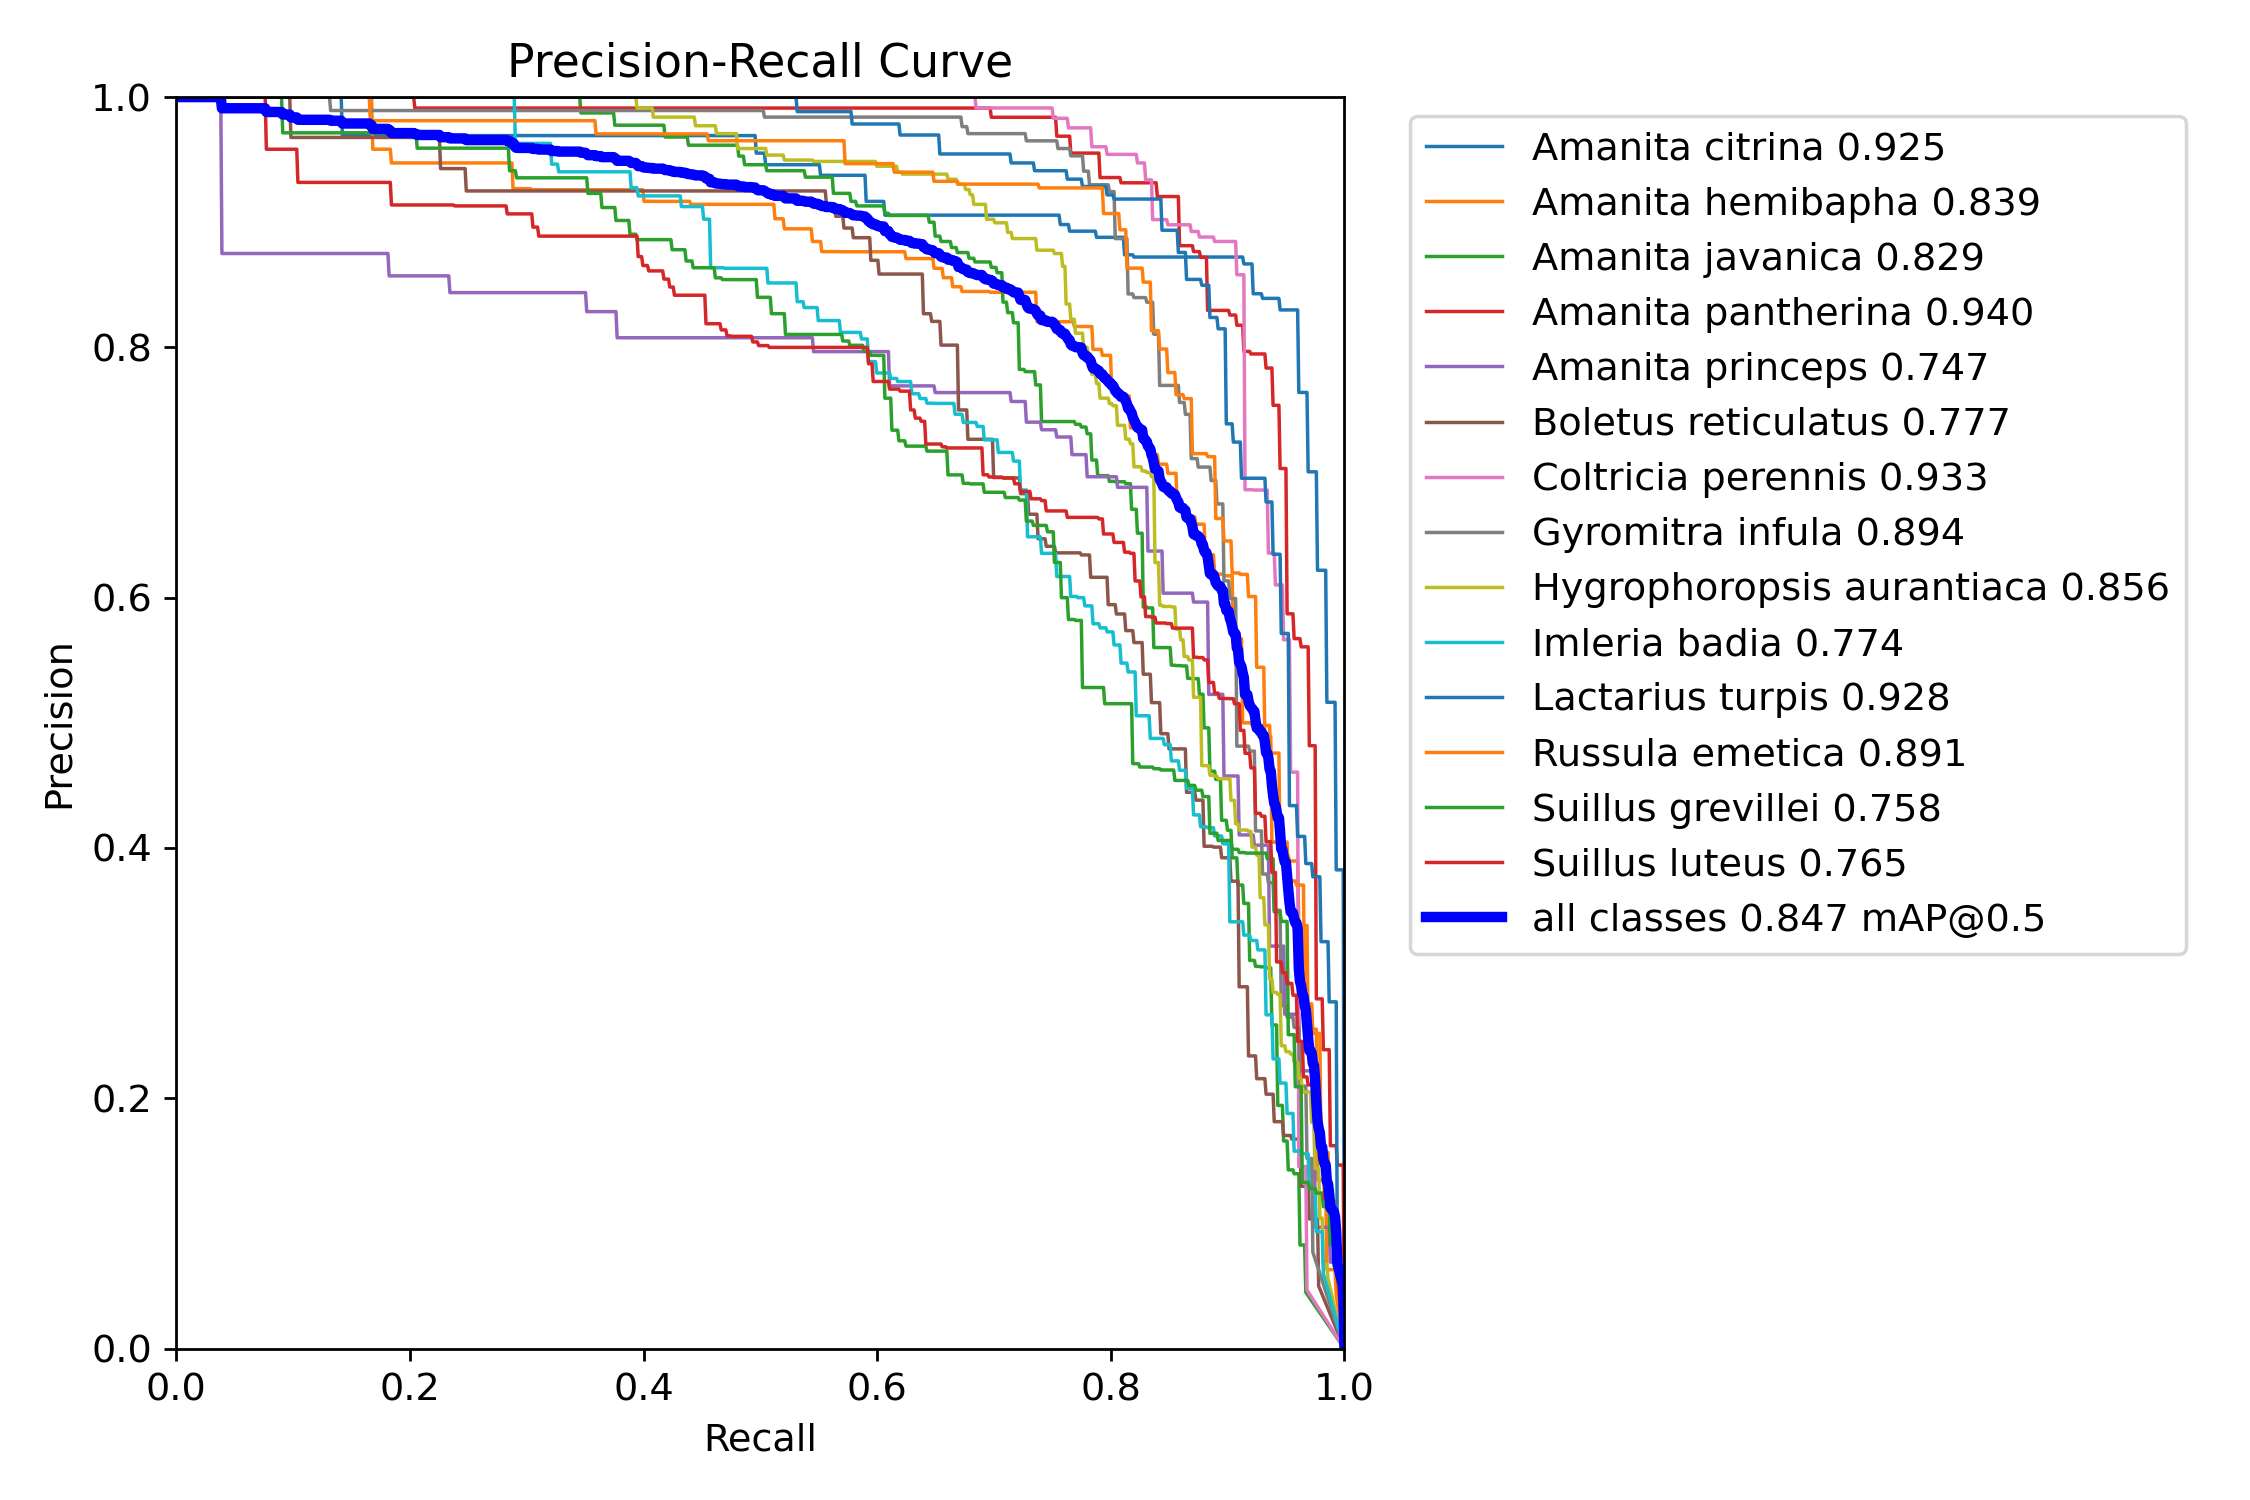 Precision-Recall Curve
1.0
0.8
0.6
0.4
0.2
0.0
Precision
0.0 0.2 0.4 0.6 0.8 1.0
Recall
Amanita citrina 0.925
Amanita hemibapha 0.839
Amanita javanica 0.829
Amanita pantherina 0.940
Amanita princeps 0.747
Boletus reticulatus 0.777
Coltricia perennis 0.933
Gyromitra infula 0.894
Hygrophoropsis aurantiaca 0.856
Imleria badia 0.774
Lactarius turpis 0.928
Russula emetica 0.891
Suillus grevillei 0.758
Suillus luteus 0.765
all classes 0.847 mAP@0.5